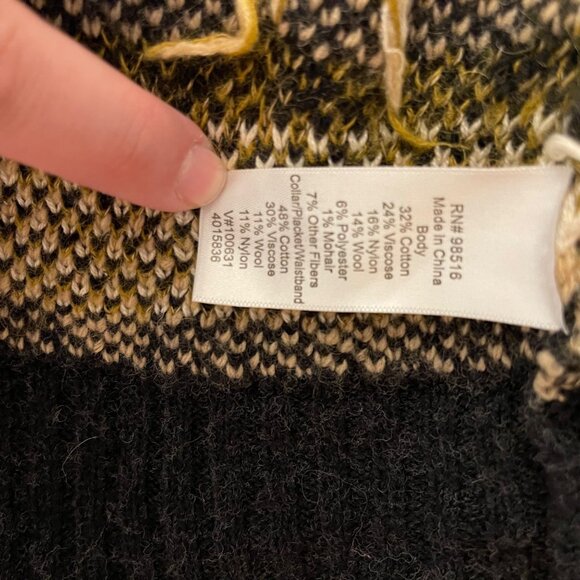 RN# 98516
Made In China
Body
32% Cotton
24% Viscose
16% Nylon
14% Wool
6% Polyester
1% Mohair
7% Other Fibers
Collar/Placket/Waistband
48% Cotton
30% Viscose
11% Wool
11% Nylon
V#100631
4015836